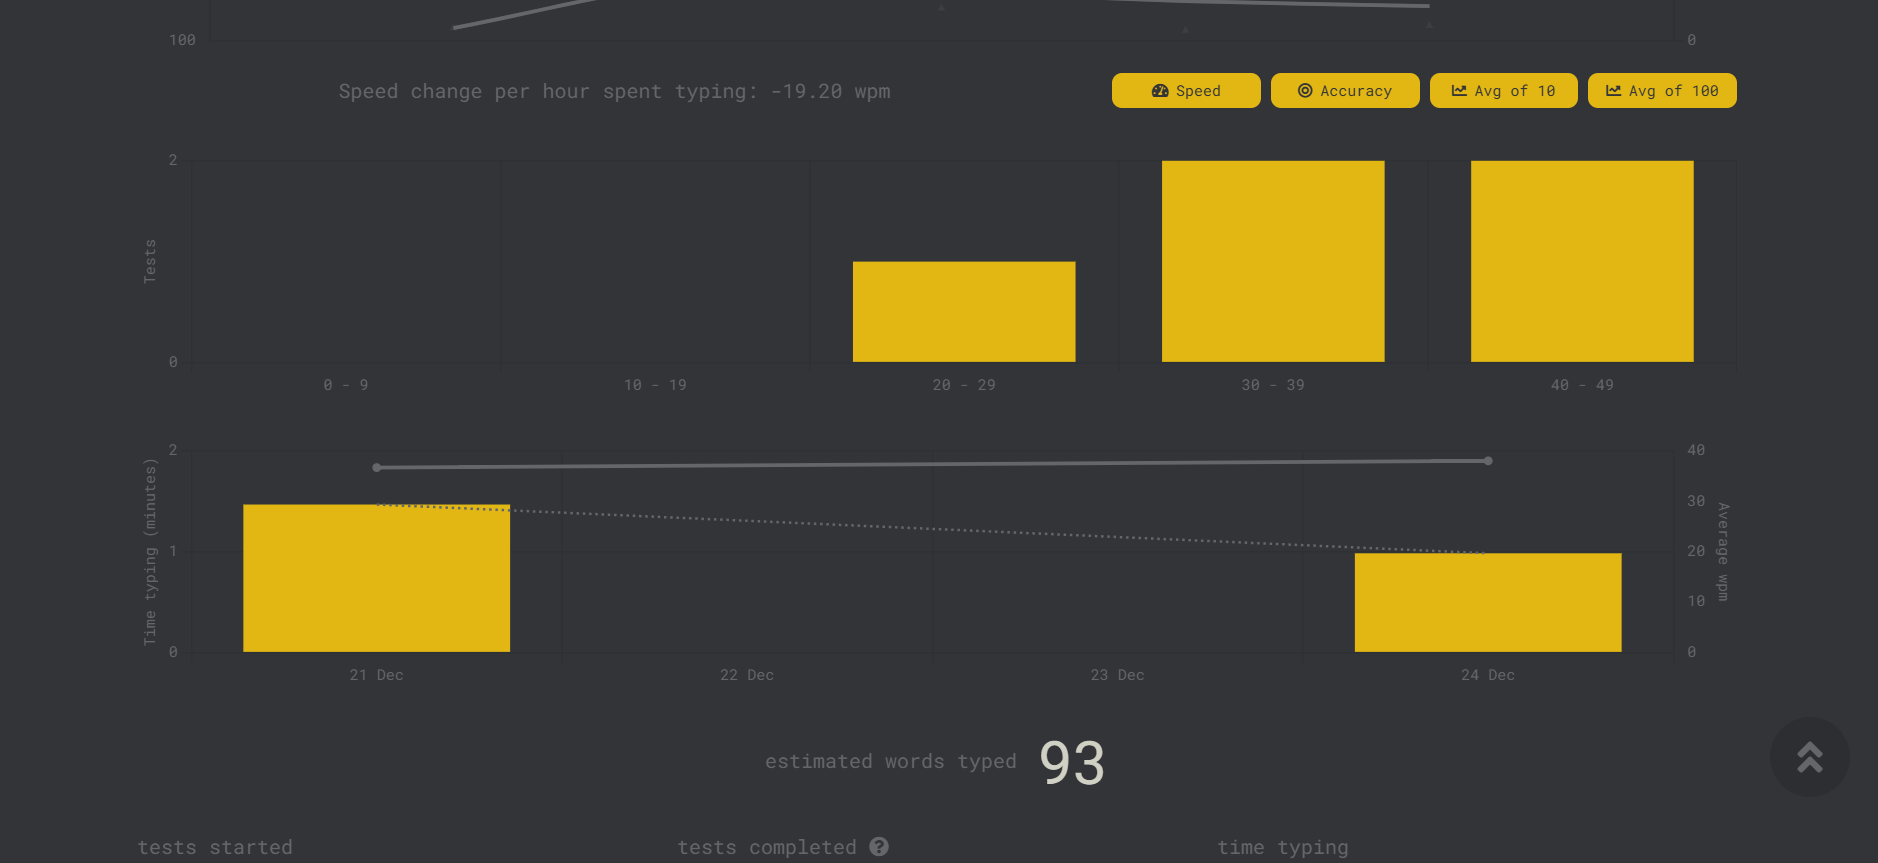 100
0
Speed change per hour spent typing: -19.20 wpm
Speed
Accuracy
Avg of 10
Avg of 100
Tests
2
0
0 - 9
10 - 19
20 - 29
30 - 39
40 - 49
Time typing (minutes)
2
1
0
40
30
20
10
0
Average wpm
21 Dec
22 Dec
23 Dec
24 Dec
estimated words typed 93
tests started
tests completed ?
time typing